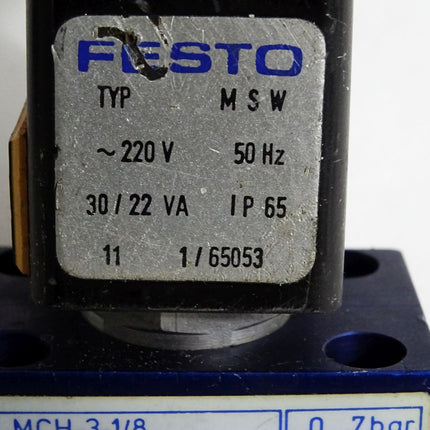 FESTO
TYP MSW
~220 V 50 Hz
30/22 VA IP 65
11 1/65053
MCH 3 1/8 0 7bar